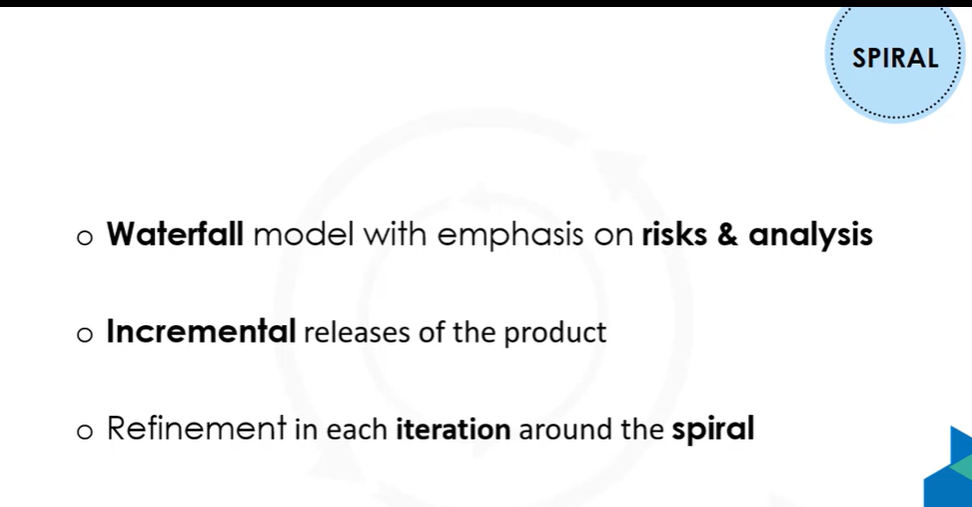 SPIRAL
o Waterfall model with emphasis on risks & analysis
o Incremental releases of the product
o Refinement in each iteration around the spiral